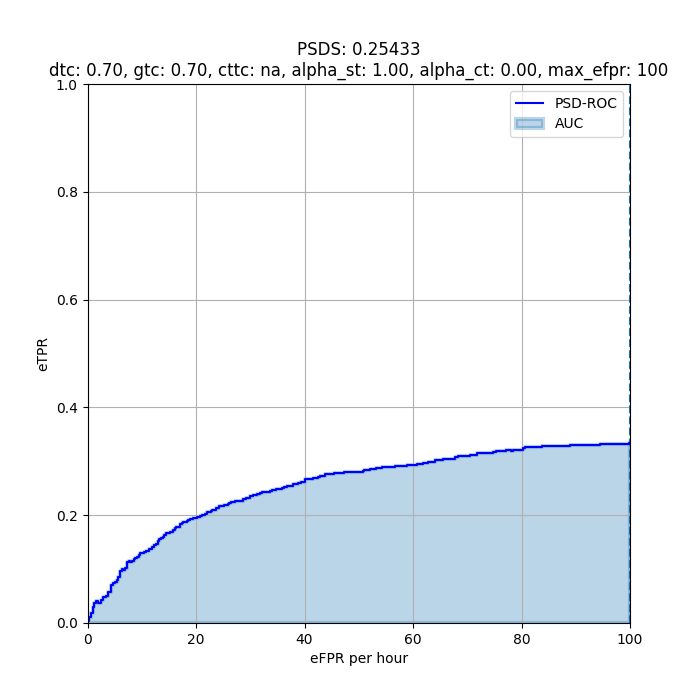 PSDS: 0.25433
dtc: 0.70, gtc: 0.70, cttc: na, alpha_st: 1.00, alpha_ct: 0.00, max_efpr: 100
1.0
PSD-ROC
AUC
0.8
0.6
eTPR
0.4
0.2
0.0
0 20 40 60 80 100
eFPR per hour